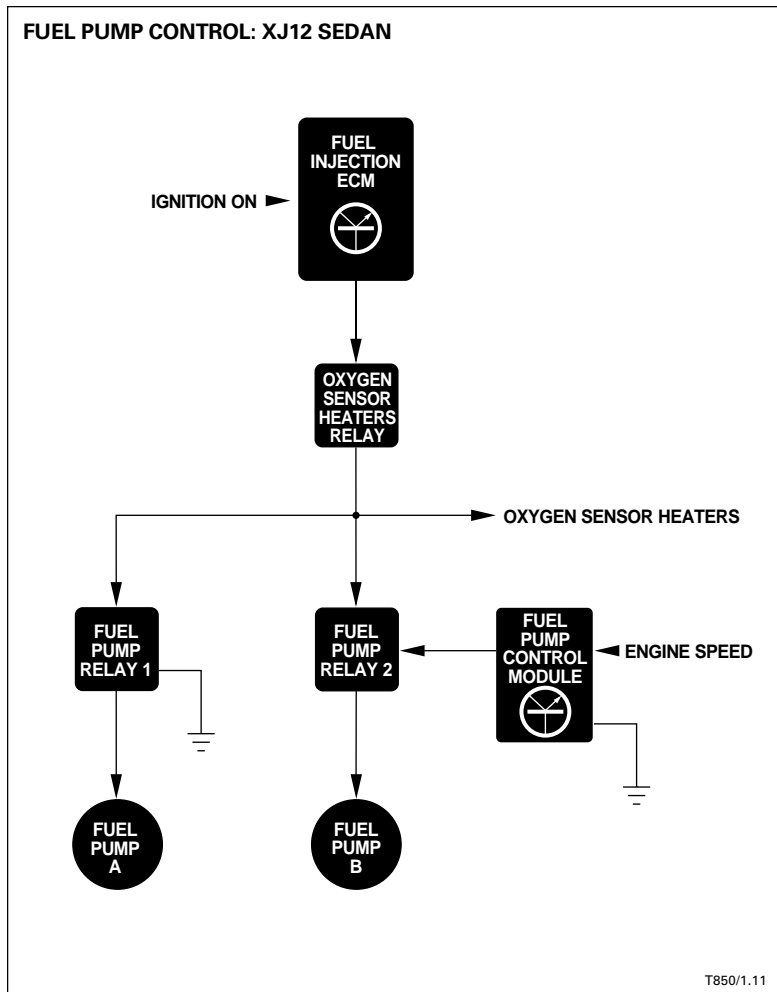 FUEL PUMP CONTROL: XJ12 SEDAN
FUEL
INJECTION
ECM
IGNITION ON
OXYGEN
SENSOR
HEATERS
RELAY
OXYGEN SENSOR HEATERS
FUEL
PUMP
RELAY 1
FUEL
PUMP
RELAY 2
FUEL
PUMP
CONTROL
MODULE
ENGINE SPEED
FUEL
PUMP
A
FUEL
PUMP
B
T850/1.11